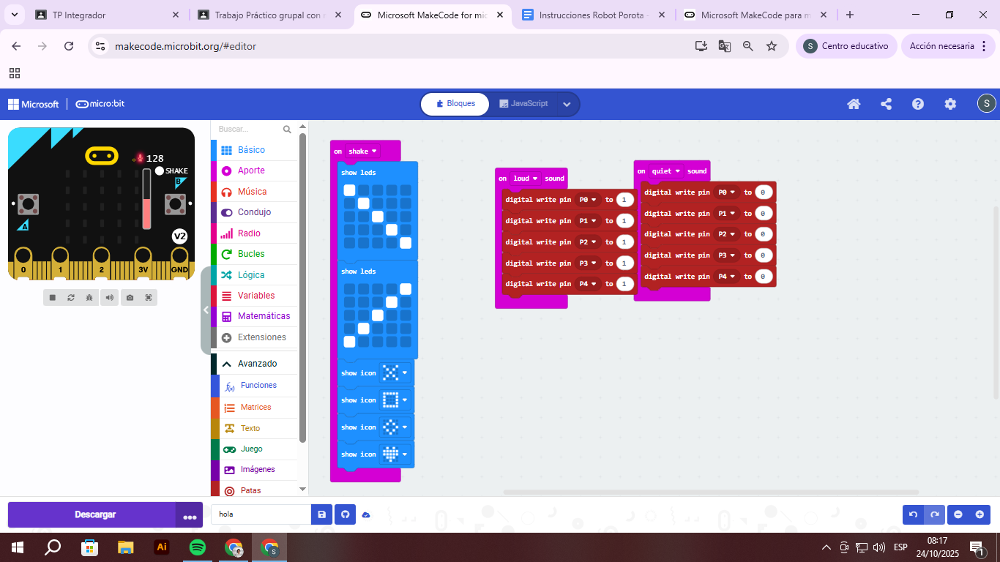 TP Integrador
Trabajo Práctico grupal con m
Microsoft MakeCode for mic
Instrucciones Robot Porota -
Microsoft MakeCode para m
makecode.microbit.org/#editor
S
Centro educativo
Acción necesaria
Microsoft
micro:bit
Bloques
JavaScript
S
128
SHAKE
B
A
V2
0 1 2 3V GND
Buscar...
Básico
Aporte
Música
Condujo
Radio
Bucles
Lógica
Variables
Matemáticas
Extensiones
Avanzado
f(x) Funciones
Matrices
Texto
Juego
Imágenes
Patas
on shake
show leds
show leds
show icon
show icon
show icon
show icon
on loud sound
digital write pin P0 to 1
digital write pin P1 to 1
digital write pin P2 to 1
digital write pin P3 to 1
digital write pin P4 to 1
on quiet sound
digital write pin P0 to 0
digital write pin P1 to 0
digital write pin P2 to 0
digital write pin P3 to 0
digital write pin P4 to 0
Descargar
hola
Ai
S
ESP
08:17
24/10/2025
1